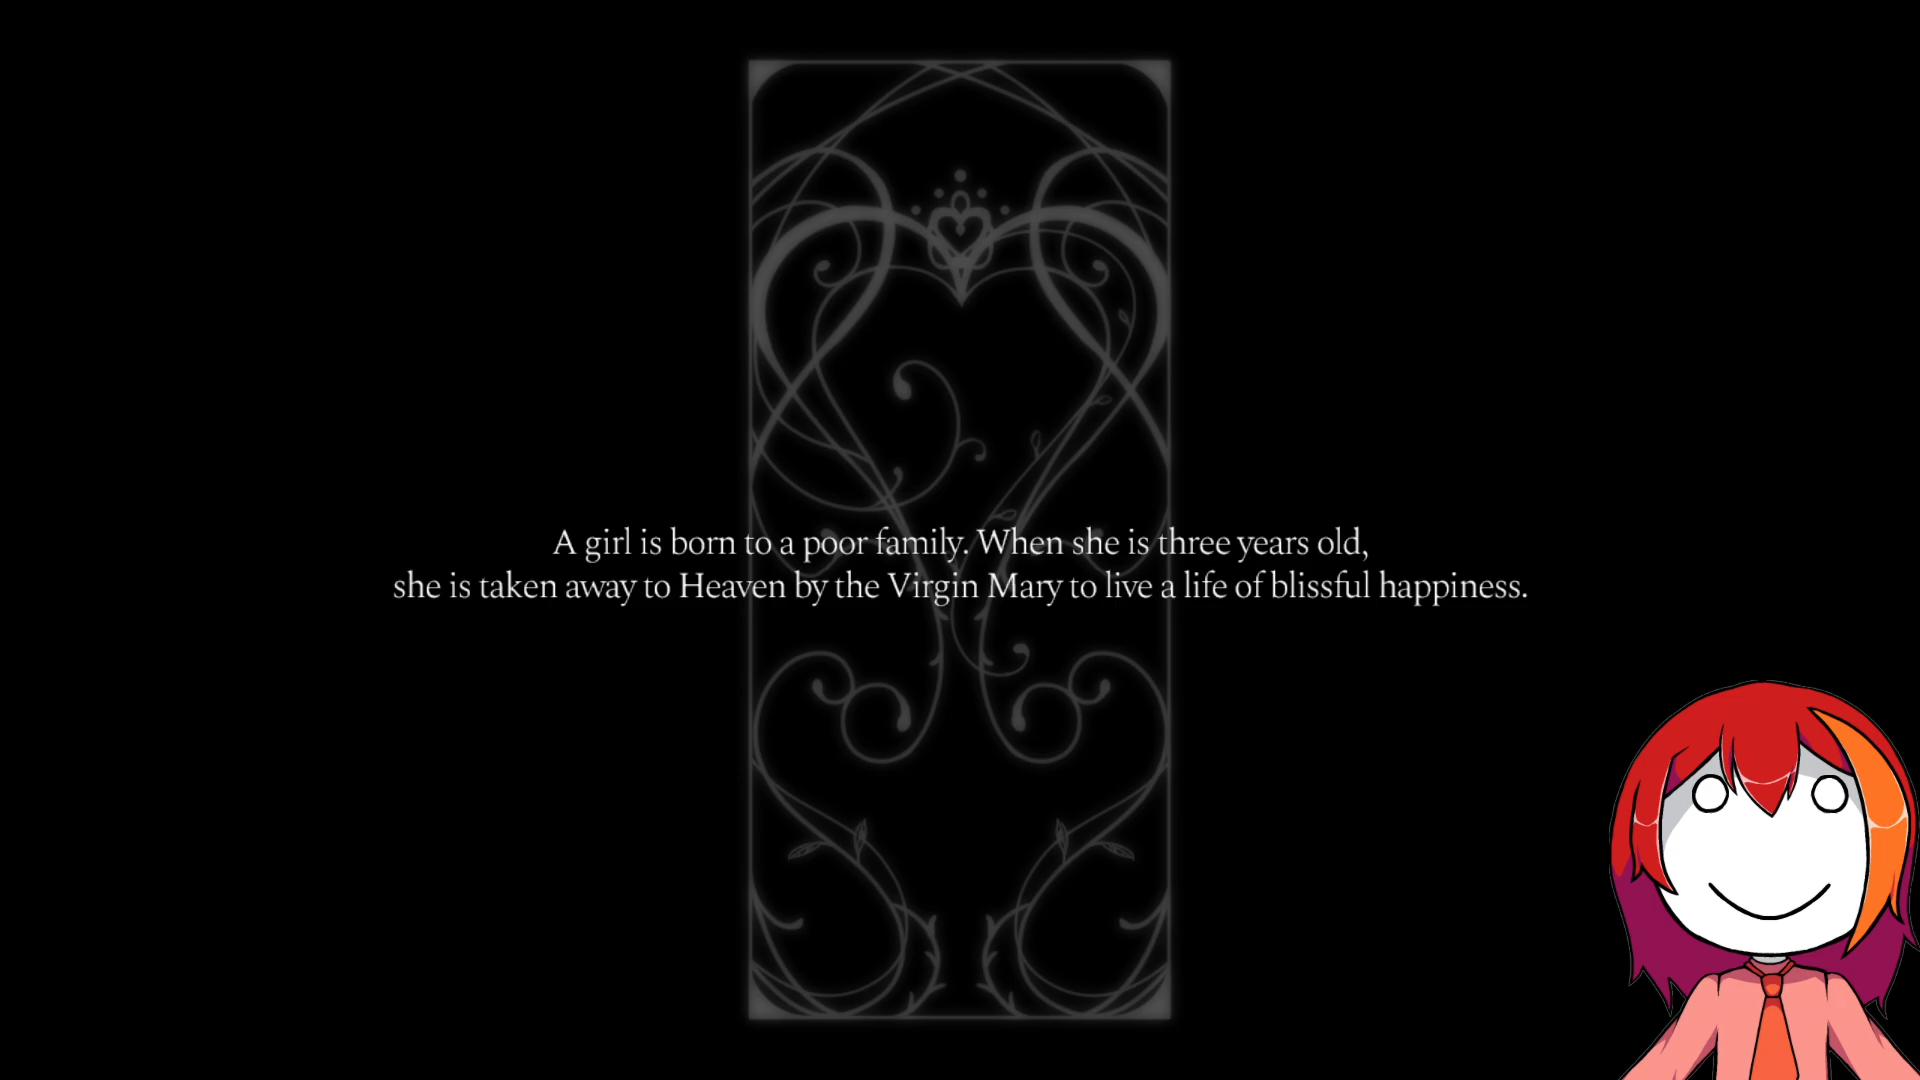 A girl is born to a poor family. When she is three years old,
she is taken away to Heaven by the Virgin Mary to live a life of blissful happiness.